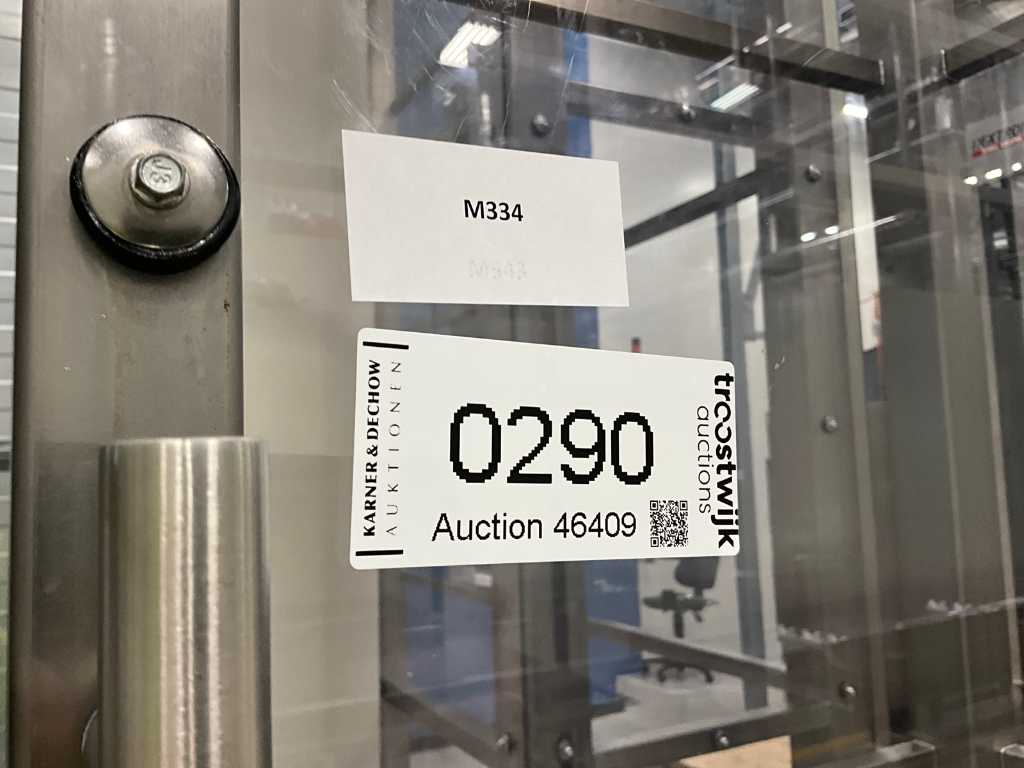 M334
M343
KARNER & DECHOW
AUKTIONEN
0290
Auction 46409
troostwijk
auctions